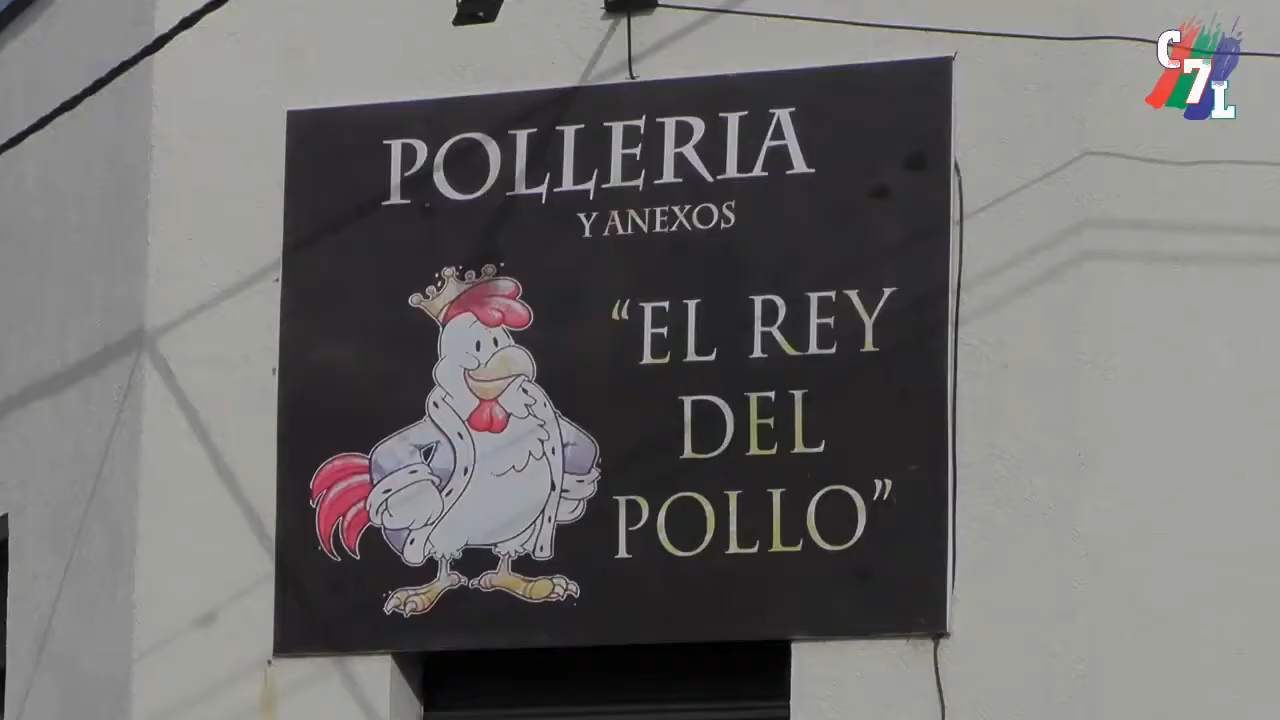 C7L
POLLERIA
Y ANEXOS
“EL REY
DEL
POLLO”